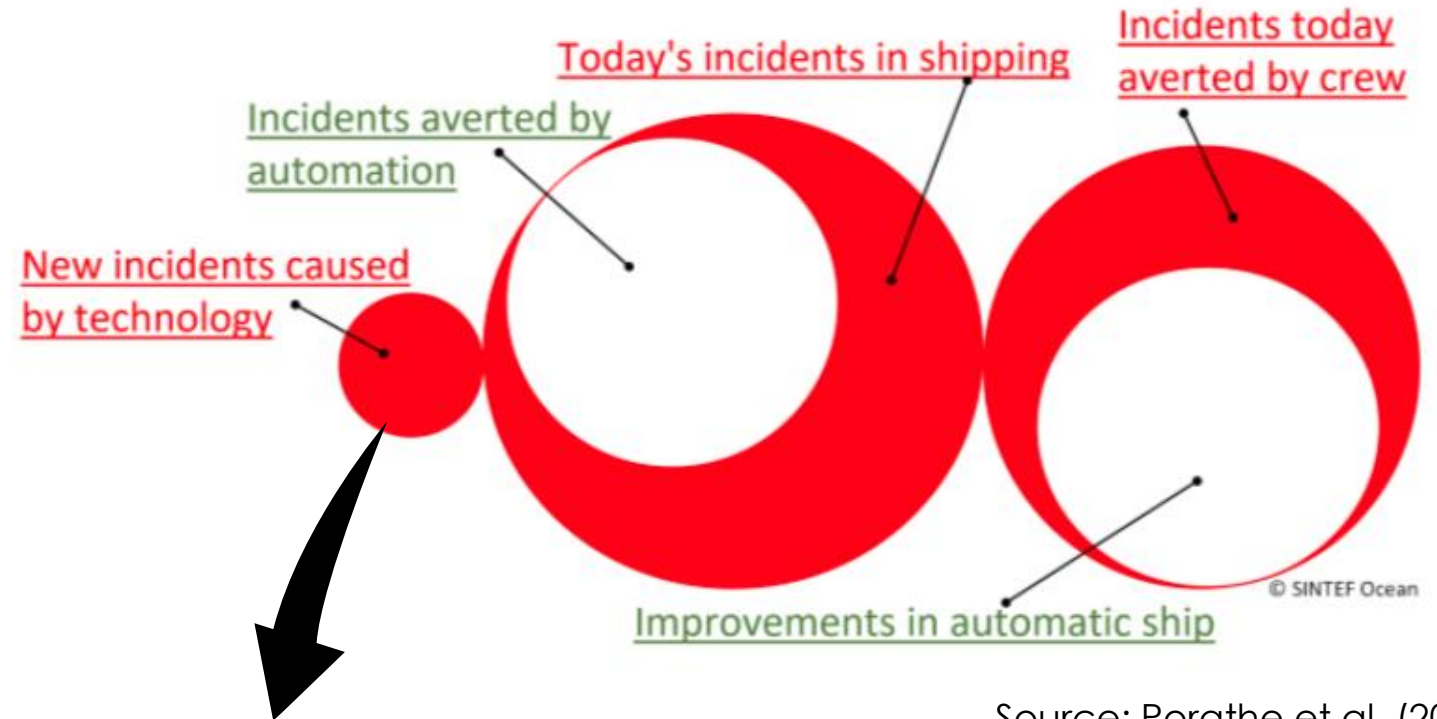 Today's incidents in shipping
Incidents today
averted by crew
Incidents averted by
automation
New incidents caused
by technology
© SINTEF Ocean
Improvements in automatic ship
Source: Porathe et al. (20